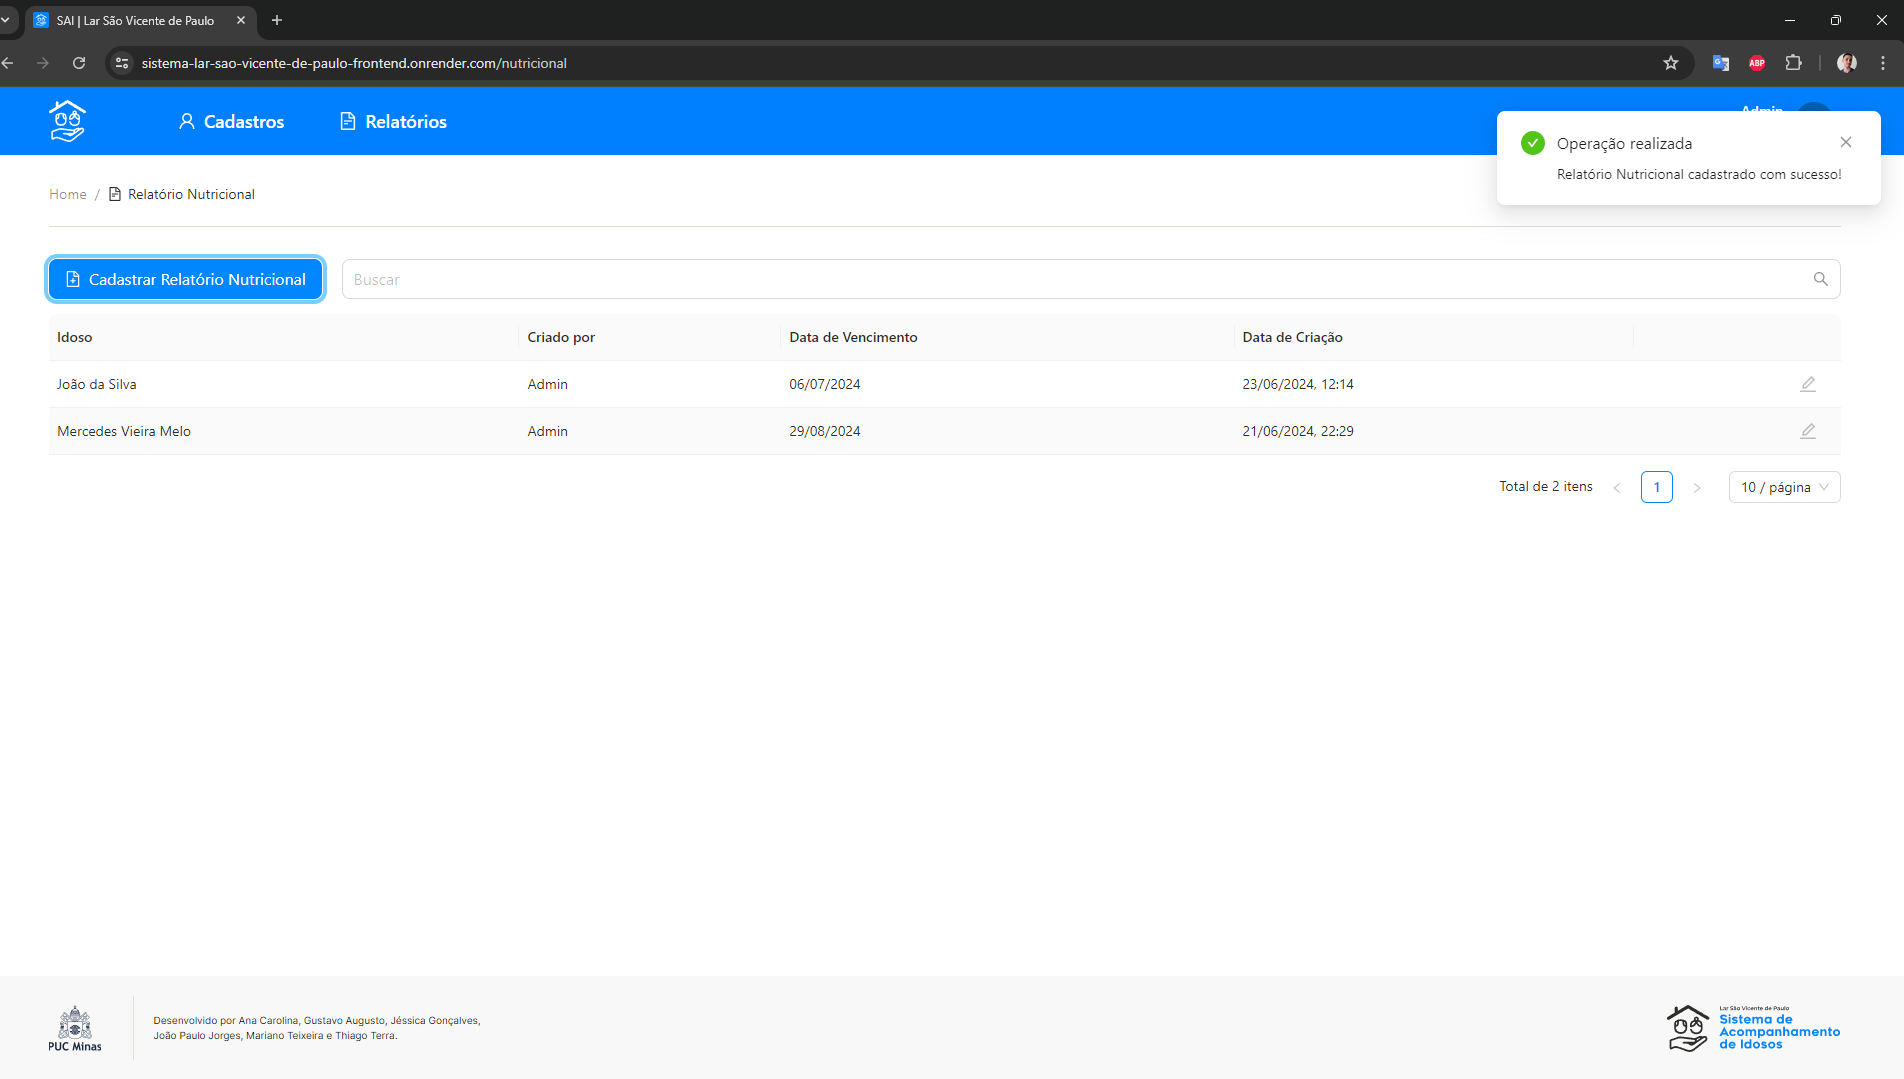 SAI | Lar São Vicente de Paulo
sistema-lar-sao-vicente-de-paulo-frontend.onrender.com/nutricional
ABP
Cadastros
Relatórios
Admin
Operação realizada
Relatório Nutricional cadastrado com sucesso!
Home / Relatório Nutricional
Cadastrar Relatório Nutricional
Buscar
Idoso Criado por Data de Vencimento Data de Criação
João da Silva Admin 06/07/2024 23/06/2024, 12:14
Mercedes Vieira Melo Admin 29/08/2024 21/06/2024, 22:29
Total de 2 itens < 1 > 10 / página
PUC Minas
Desenvolvido por Ana Carolina, Gustavo Augusto, Jéssica Gonçalves,
João Paulo Jorges, Mariano Teixeira e Thiago Terra.
Lar São Vicente de Paulo
Sistema de
Acompanhamento
de Idosos